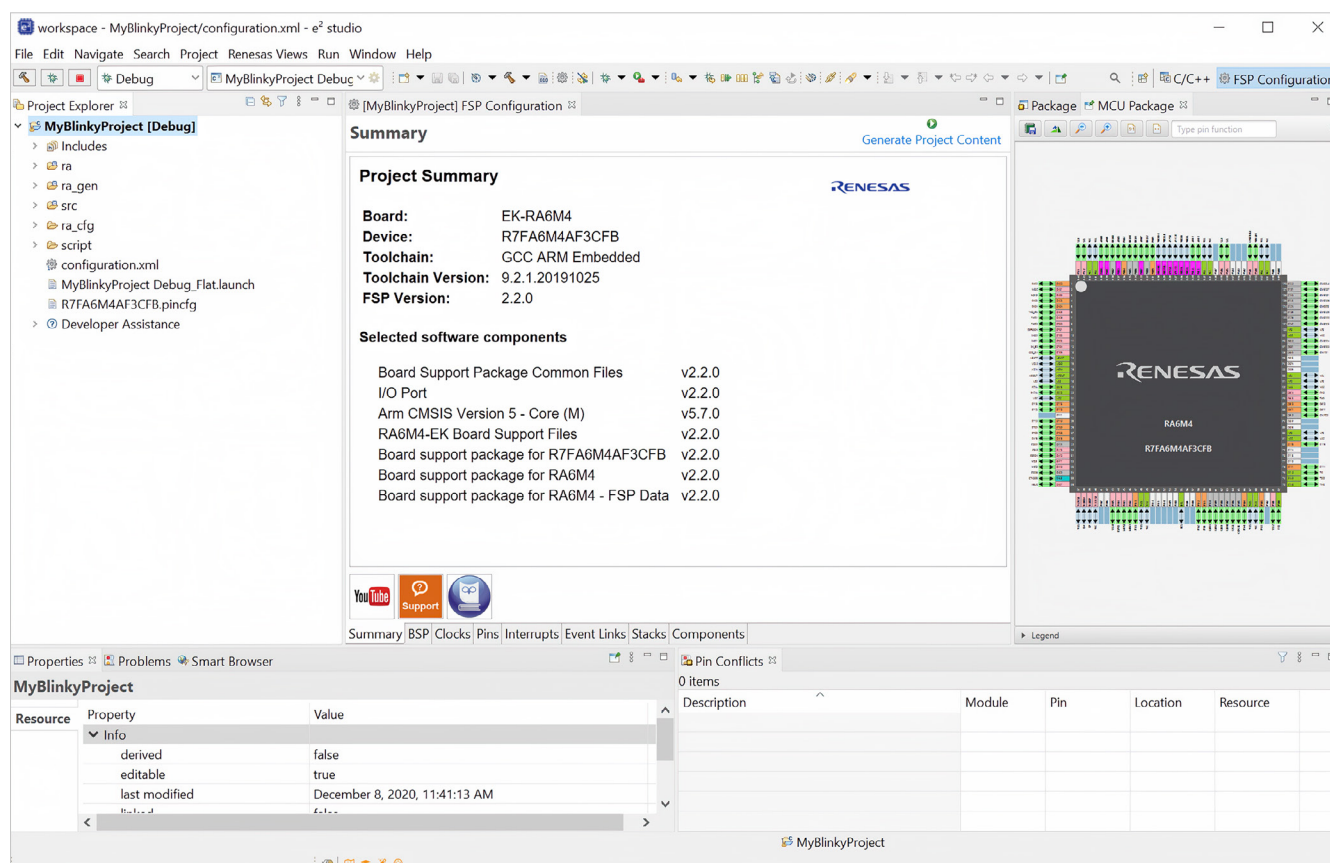 workspace - MyBlinkyProject/configuration.xml - e² studio
File Edit Navigate Search Project Renesas Views Run Window Help
Debug MyBlinkyProject Debug C/C++ FSP Configuration
Project Explorer
MyBlinkyProject [Debug]
Includes
ra
ra_gen
src
ra_cfg
script
configuration.xml
MyBlinkyProject Debug_Flat.launch
R7FA6M4AF3CFB.pincfg
Developer Assistance
[MyBlinkyProject] FSP Configuration
Summary
Generate Project Content
Project Summary
RENESAS
Board: EK-RA6M4
Device: R7FA6M4AF3CFB
Toolchain: GCC ARM Embedded
Toolchain Version: 9.2.1.20191025
FSP Version: 2.2.0
Selected software components
Board Support Package Common Files v2.2.0
I/O Port v2.2.0
Arm CMSIS Version 5 - Core (M) v5.7.0
RA6M4-EK Board Support Files v2.2.0
Board support package for R7FA6M4AF3CFB v2.2.0
Board support package for RA6M4 v2.2.0
Board support package for RA6M4 - FSP Data v2.2.0
YouTube
Support
Summary BSP Clocks Pins Interrupts Event Links Stacks Components
Package MCU Package
Type pin function
RENESAS
RA6M4
R7FA6M4AF3CFB
Legend
Properties Problems Smart Browser
MyBlinkyProject
Resource
Property Value
Info
derived false
editable true
last modified December 8, 2020, 11:41:13 AM
Pin Conflicts
0 items
Description Module Pin Location Resource
MyBlinkyProject